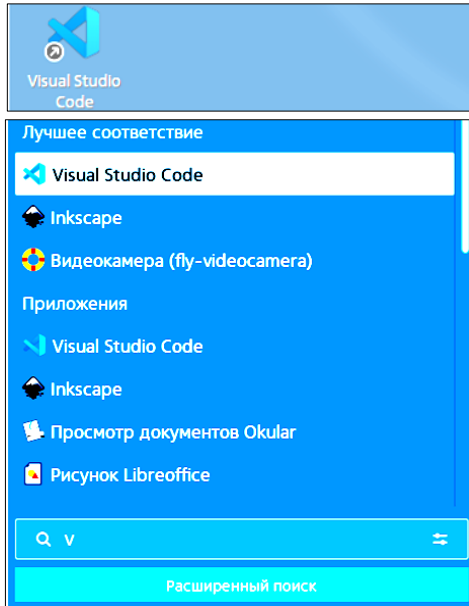 Visual Studio
Code
Лучшее соответствие
Visual Studio Code
Inkscape
Видеокамера (fly-videocamera)
Приложения
Visual Studio Code
Inkscape
Просмотр документов Okular
Рисунок Libreoffice
V
Расширенный поиск